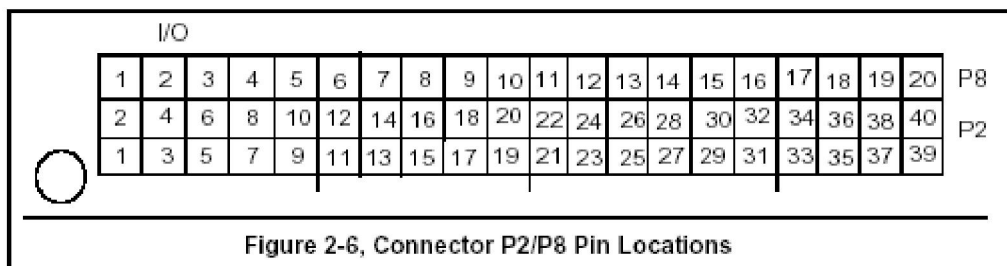 I/O
1 2 3 4 5 6 7 8 9 10 11 12 13 14 15 16 17 18 19 20 P8
2 4 6 8 10 12 14 16 18 20 22 24 26 28 30 32 34 36 38 40 P2
1 3 5 7 9 11 13 15 17 19 21 23 25 27 29 31 33 35 37 39
Figure 2-6, Connector P2/P8 Pin Locations